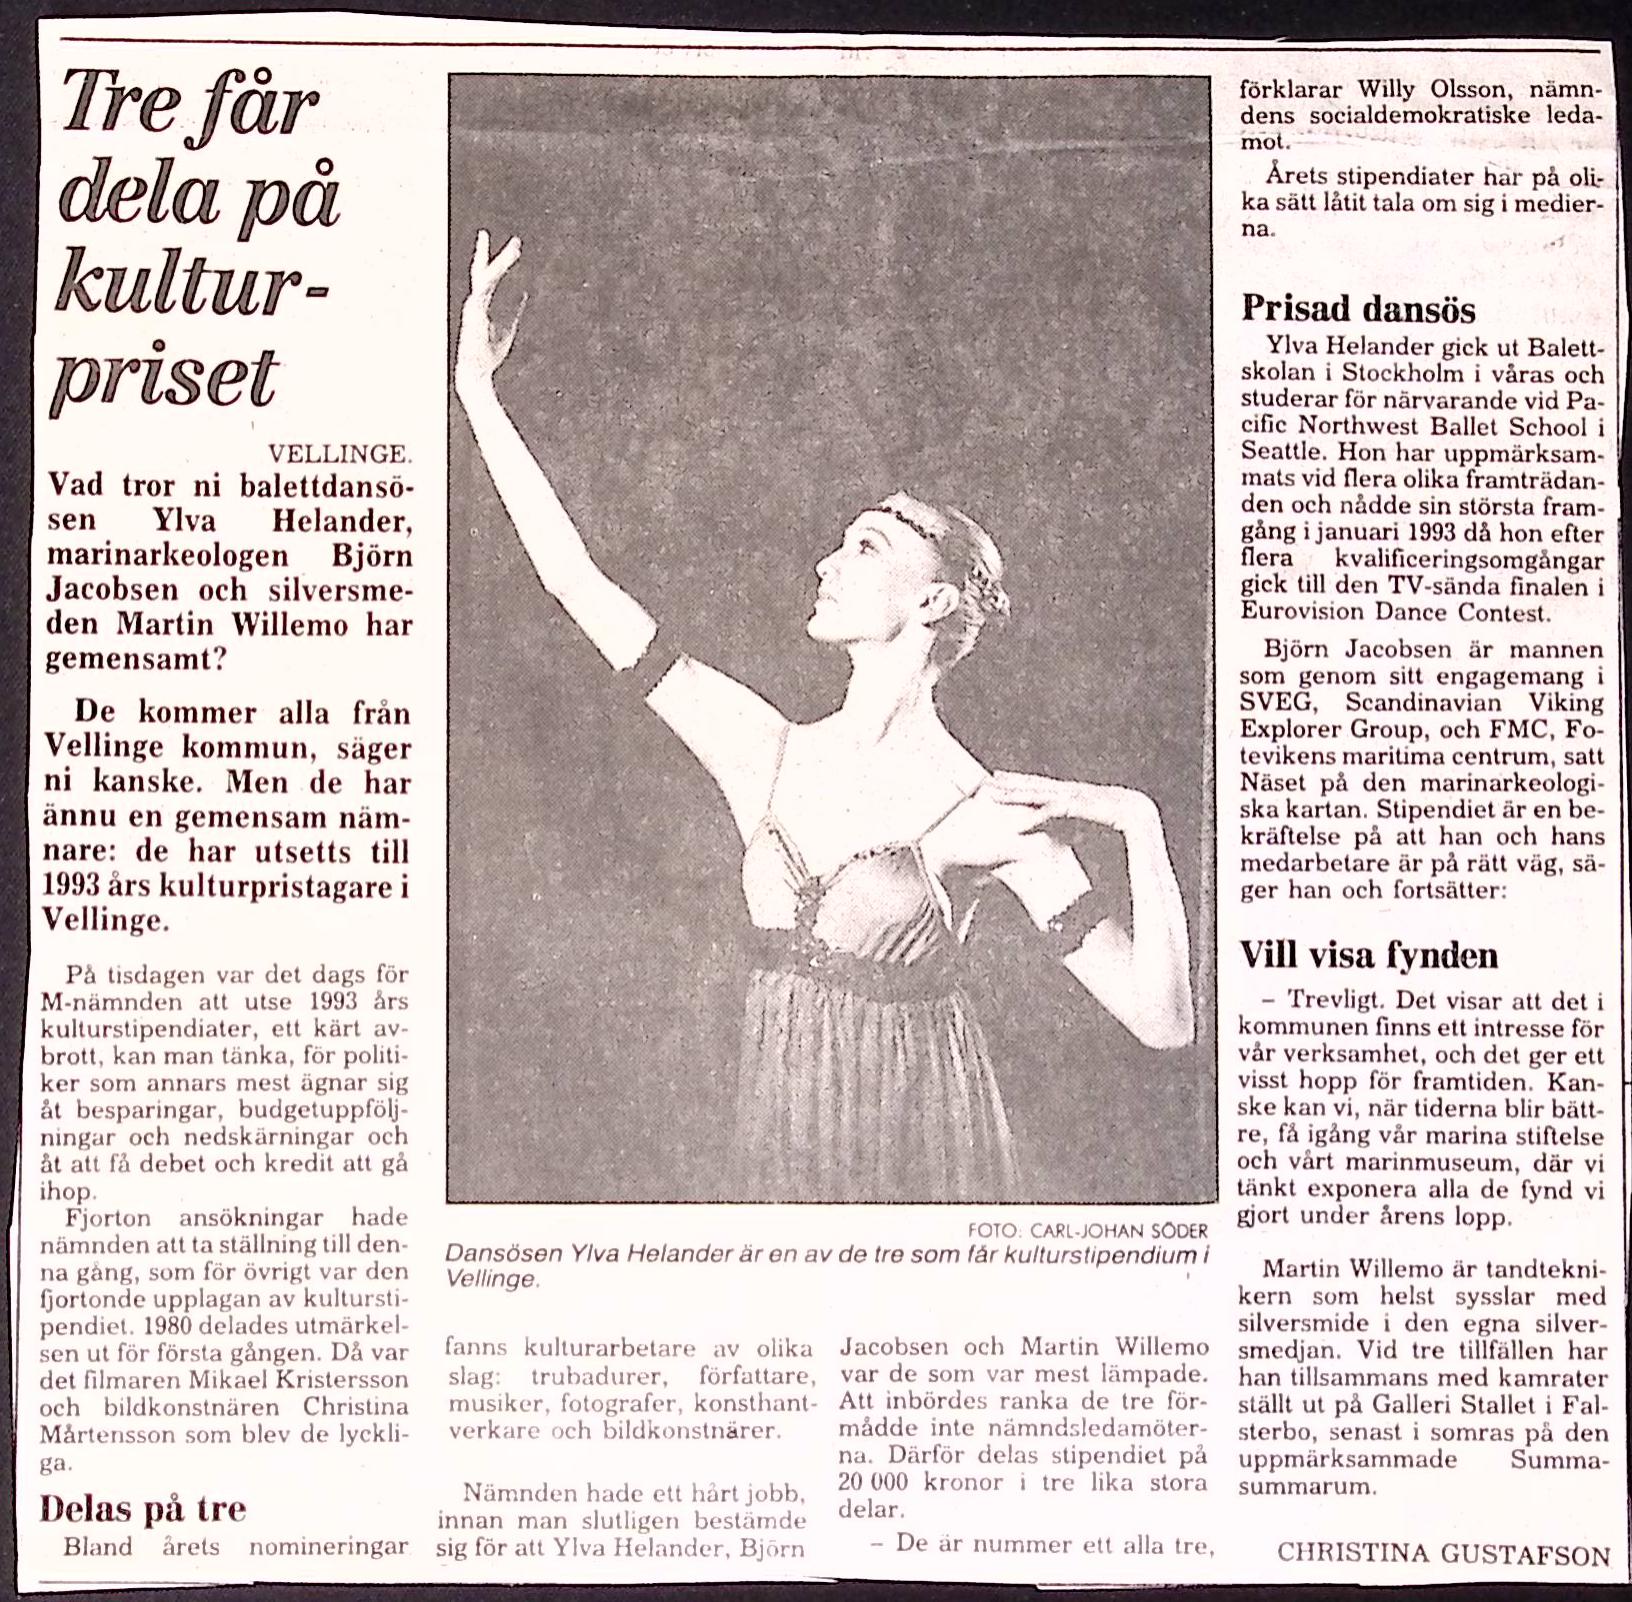 Tre får
dela på
kultur-
priset
VELLINGE.
Vad tror ni balettdansö-
sen Ylva Helander,
marinarkeologen Björn
Jacobsen och silversme-
den Martin Willemo har
gemensamt?
De kommer alla från
Vellinge kommun, säger
ni kanske. Men de har
ännu en gemensam näm-
nare: de har utsetts till
1993 års kulturpristagare i
Vellinge.
På tisdagen var det dags för
M-nämnden att utse 1993 års
kulturstipendiater, ett kärt av-
brott, kan man tänka, för politi-
ker som annars mest ägnar sig
åt besparingar, budgetuppfölj-
ningar och nedskärningar och
åt att få debet och kredit att gå
ihop.
Fjorton ansökningar hade
nämnden att ta ställning till den-
na gång, som för övrigt var den
fjortonde upplagan av kultursti-
pendiet. 1980 delades utmärkel-
sen ut för första gången. Då var
det filmaren Mikael Kristersson
och bildkonstnären Christina
Mårtensson som blev de lyckli-
ga.
Delas på tre
Bland årets nomineringar
FOTO: CARL-JOHAN SÖDER
Dansösen Ylva Helander är en av de tre som får kulturstipendium i
Vellinge.
fanns kulturarbetare av olika
slag: trubadurer, författare,
musiker, fotografer, konsthant-
verkare och bildkonstnärer.
Nämnden hade ett hårt jobb,
innan man slutligen bestämde
sig för att Ylva Helander, Björn
Jacobsen och Martin Willemo
var de som var mest lämpade.
Att inbördes ranka de tre för-
mådde inte nämndsledamöter-
na. Därför delas stipendiet på
20 000 kronor i tre lika stora
delar.
– De är nummer ett alla tre,
förklarar Willy Olsson, nämn-
dens socialdemokratiske leda-
mot.
Årets stipendiater har på oli-
ka sätt låtit tala om sig i medier-
na.
Prisad dansös
Ylva Helander gick ut Balett-
skolan i Stockholm i våras och
studerar för närvarande vid Pa-
cific Northwest Ballet School i
Seattle. Hon har uppmärksam-
mats vid flera olika framträdan-
den och nådde sin största fram-
gång i januari 1993 då hon efter
flera kvalificeringsomgångar
gick till den TV-sända finalen i
Eurovision Dance Contest.
Björn Jacobsen är mannen
som genom sitt engagemang i
SVEG, Scandinavian Viking
Explorer Group, och FMC, Fo-
tevikens maritima centrum, satt
Näset på den marinarkeologi-
ska kartan. Stipendiet är en be-
kräftelse på att han och hans
medarbetare är på rätt väg, sä-
ger han och fortsätter:
Vill visa fynden
– Trevligt. Det visar att det i
kommunen finns ett intresse för
vår verksamhet, och det ger ett
visst hopp för framtiden. Kan-
ske kan vi, när tiderna blir bätt-
re, få igång vår marina stiftelse
och vårt marinmuseum, där vi
tänkt exponera alla de fynd vi
gjort under årens lopp.
Martin Willemo är tandtekni-
kern som helst sysslar med
silversmide i den egna silver-
smedjan. Vid tre tillfällen har
han tillsammans med kamrater
ställt ut på Galleri Stallet i Fal-
sterbo, senast i somras på den
uppmärksammade Summa-
summarum.
CHRISTINA GUSTAFSON